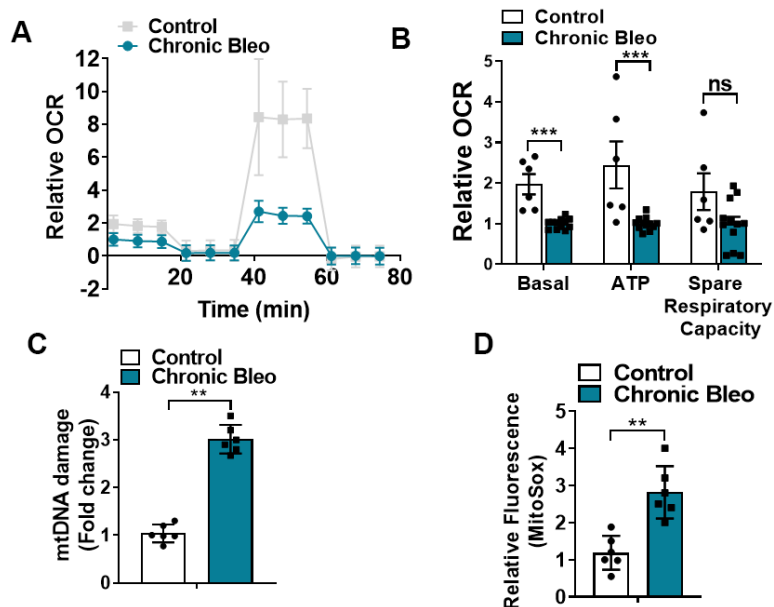 A
Control
Chronic Bleo
Relative OCR
12
10
8
6
4
2
0
-2
20
40
60
80
Time (min)
B
Control
Chronic Bleo
Relative OCR
5
4
3
2
1
0
***
***
ns
Basal
ATP
Spare
Respiratory
Capacity
C
Control
Chronic Bleo
mtDNA damage
(Fold change)
4
3
2
1
0
**
D
Control
Chronic Bleo
Relative Fluorescence
(MitoSox)
5
4
3
2
1
0
**